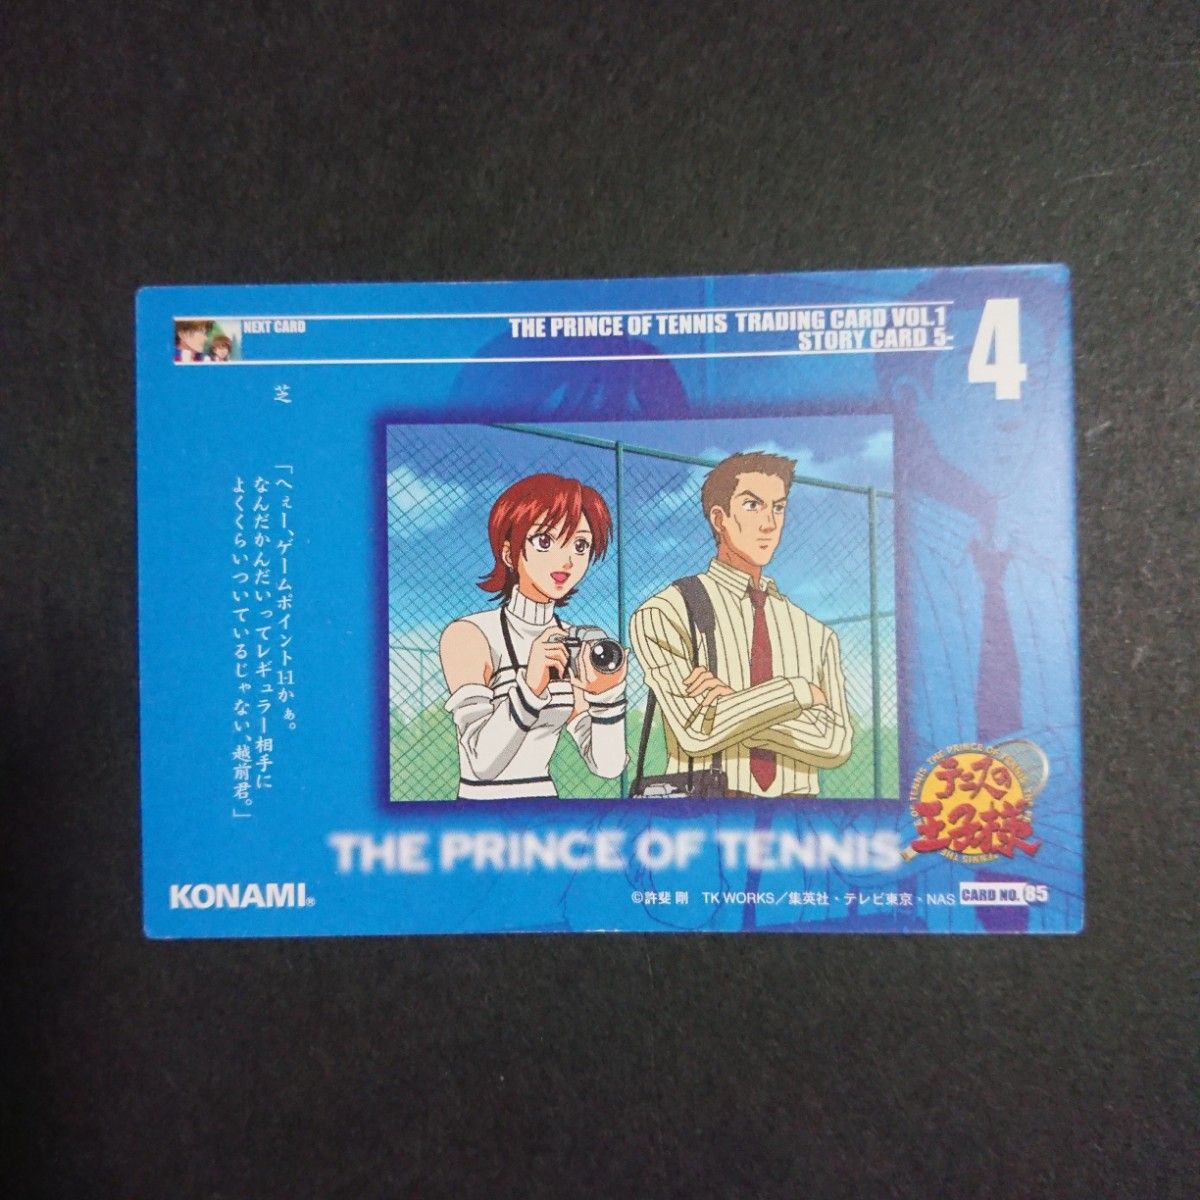 NEXT CARD
THE PRINCE OF TENNIS TRADING CARD VOL.1
STORY CARD 5-
4
芝
「へぇー、ゲームポイント1-1かぁ。
なんだかんだいってレギュラー相手に
よくくらいついているじゃない、越前君。」
テニスの
王子様
THE PRINCE OF TENNIS
KONAMI®
©許斐 剛 TK WORKS／集英社・テレビ東京・NAS
CARD NO. 85